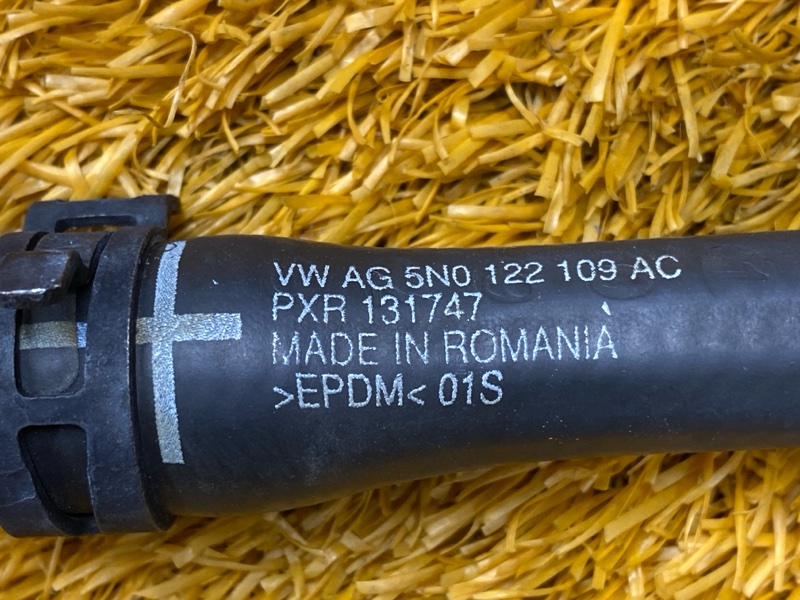 VW AG 5N0 122 109 AC
PXR 131747
MADE IN ROMANIA
>EPDM< 01S